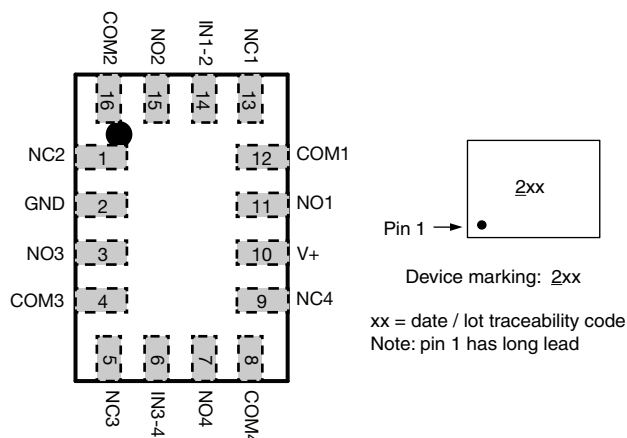 COM2
NO2
IN1-2
NC1
16
15
14
13
NC2
1
12
COM1
GND
2
11
NO1
NO3
3
10
V+
COM3
4
9
NC4
5
6
7
8
NC3
IN3-4
NO4
COM4
2xx
Pin 1
Device marking: 2xx
xx = date / lot traceability code
Note: pin 1 has long lead